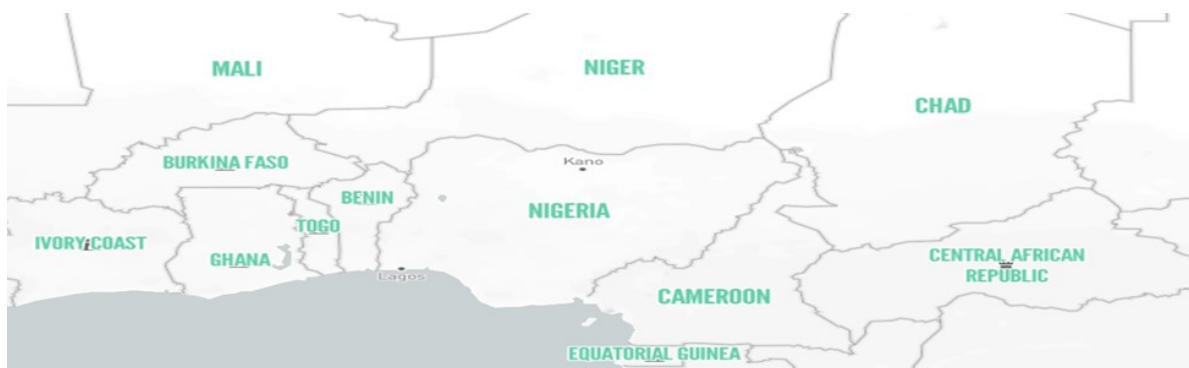 MALI
NIGER
CHAD
BURKINA FASO
Kano
BENIN
NIGERIA
TOGO
IVORY COAST
GHANA
Lagos
CENTRAL AFRICAN
REPUBLIC
CAMEROON
EQUATORIAL GUINEA